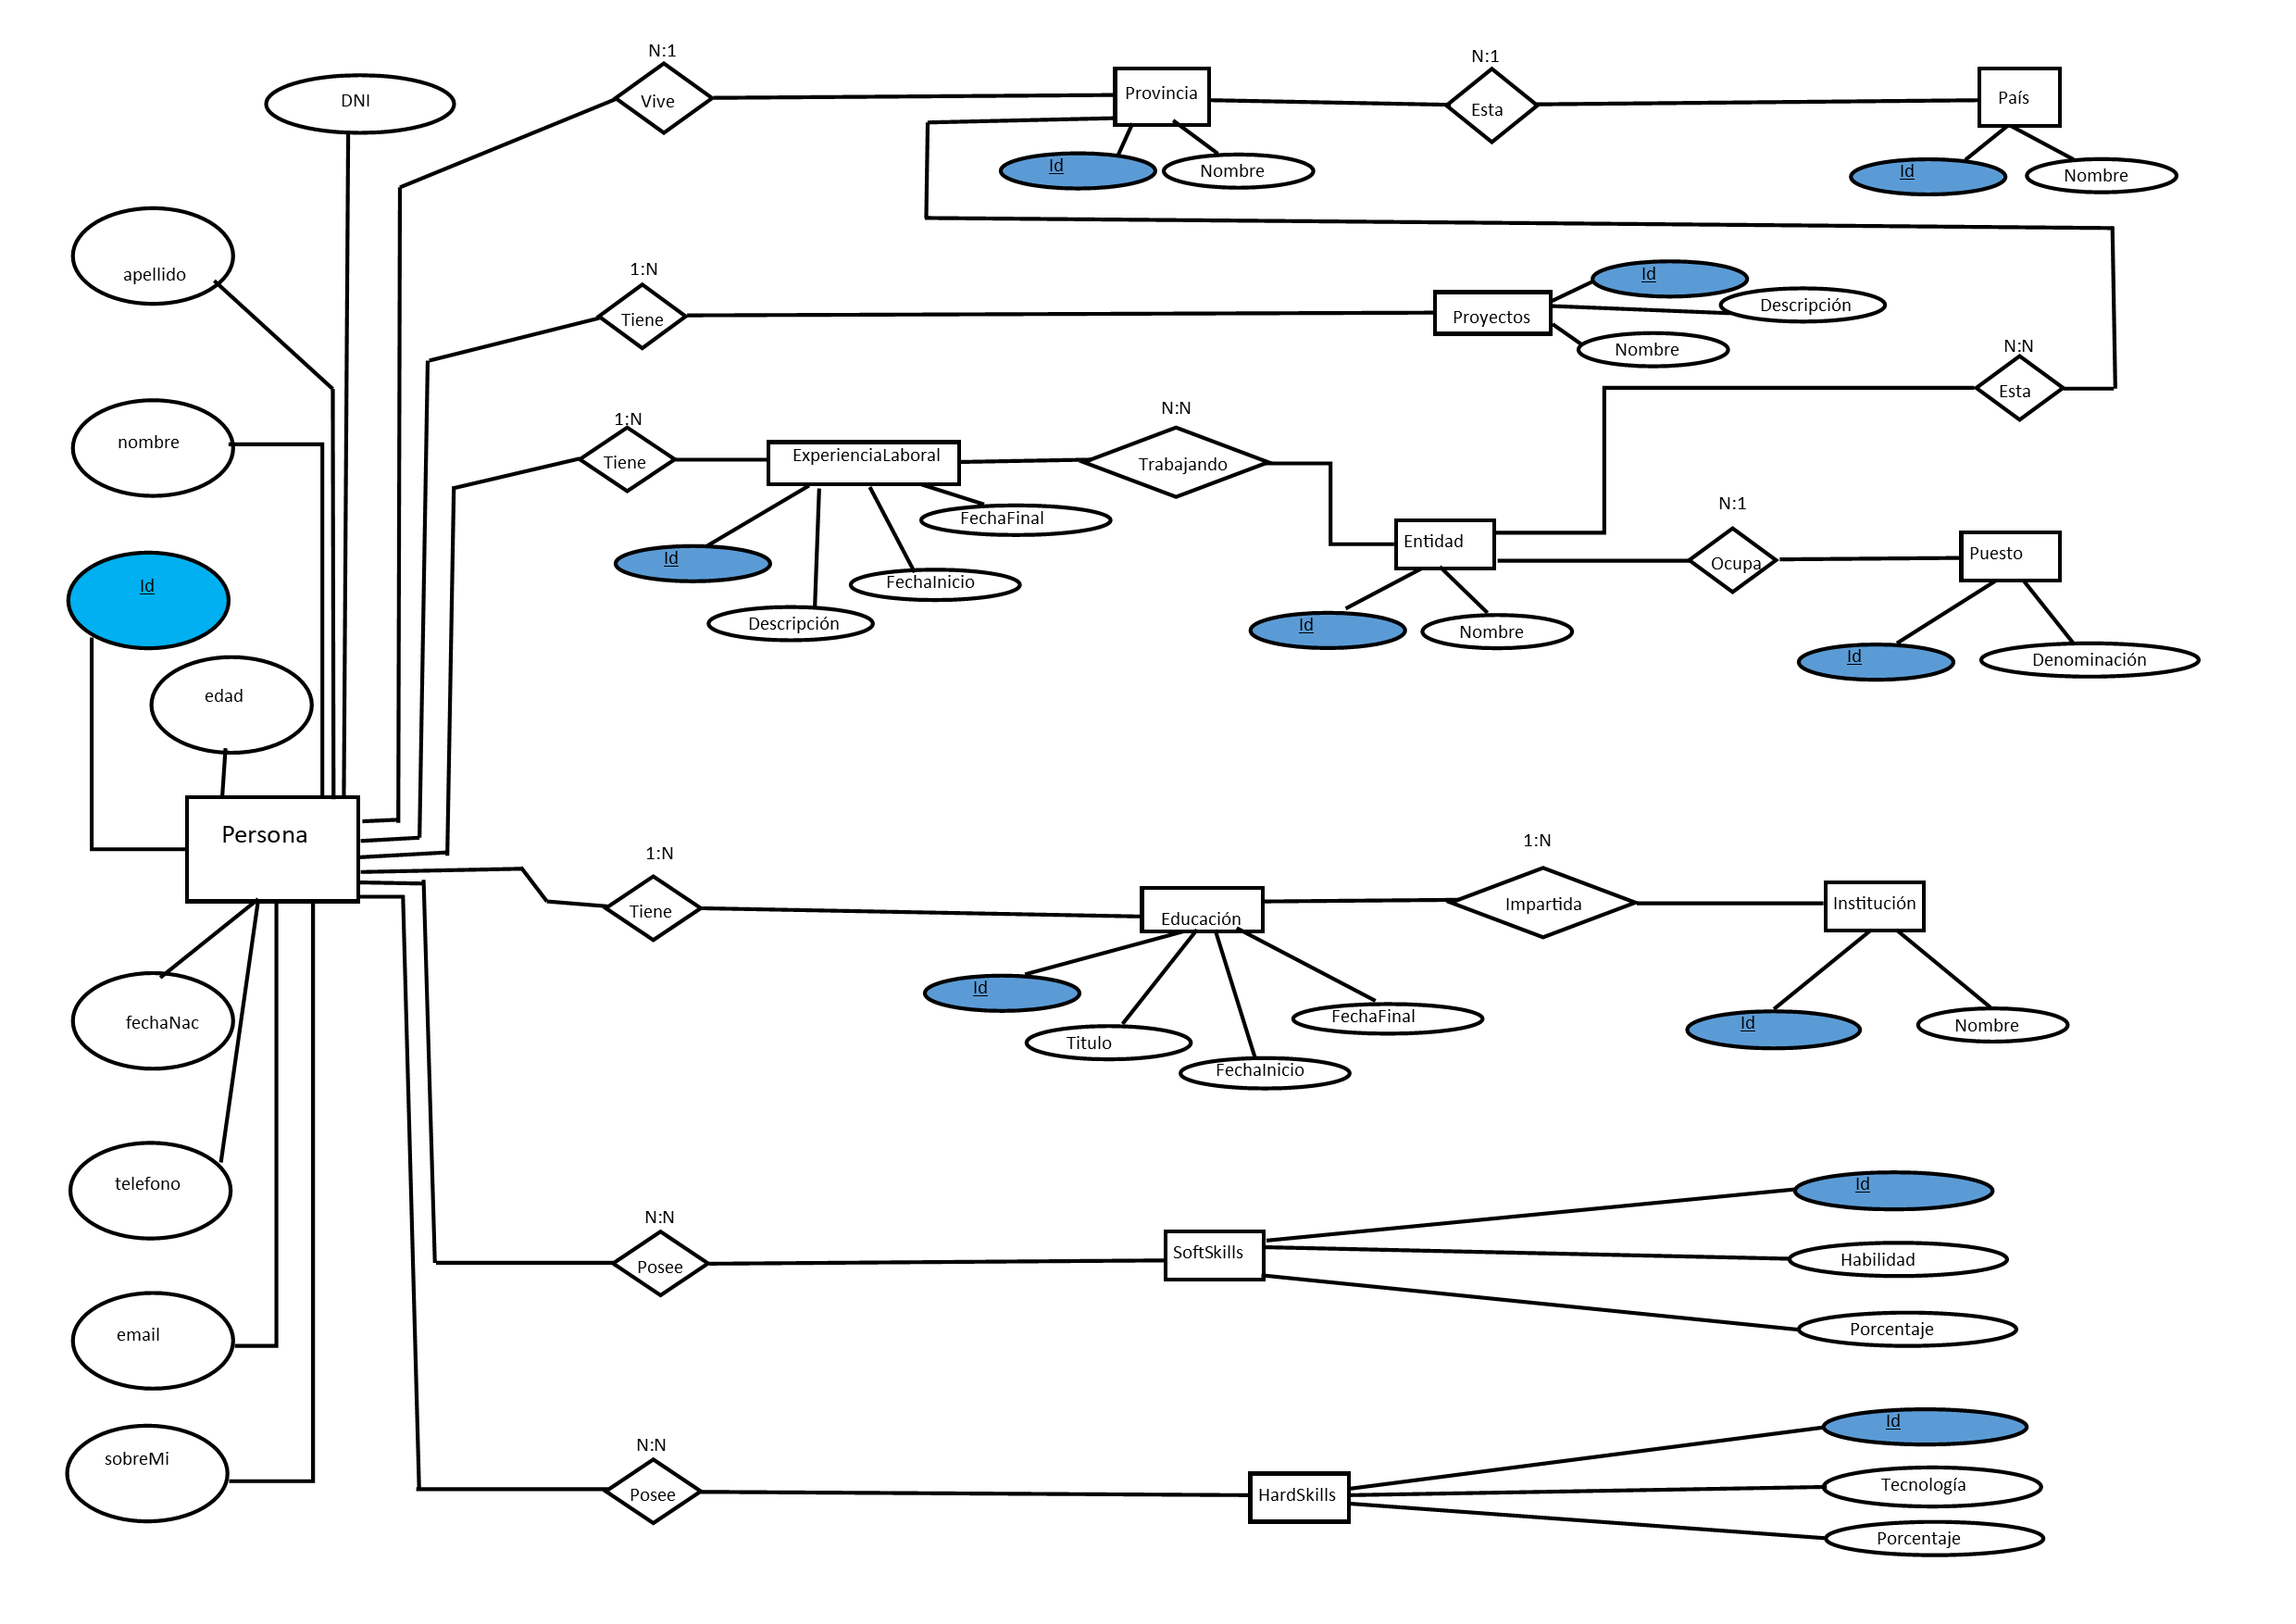 N:1
N:1
DNI
Vive
Provincia
Esta
País
Id
Nombre
Id
Nombre
apellido
1:N
Id
Descripción
Tiene
Proyectos
Nombre
N:N
Esta
nombre
1:N
N:N
Tiene
ExperienciaLaboral
Trabajando
FechaFinal
N:1
Id
FechaInicio
Descripción
Entidad
Ocupa
Puesto
Id
Nombre
Id
Denominación
Id
edad
Persona
1:N
1:N
Tiene
Educación
Impartida
Institución
Id
Titulo
FechaInicio
FechaFinal
Id
Nombre
fechaNac
telefono
N:N
Posee
SoftSkills
Id
Habilidad
Porcentaje
email
sobreMi
N:N
Posee
HardSkills
Id
Tecnología
Porcentaje